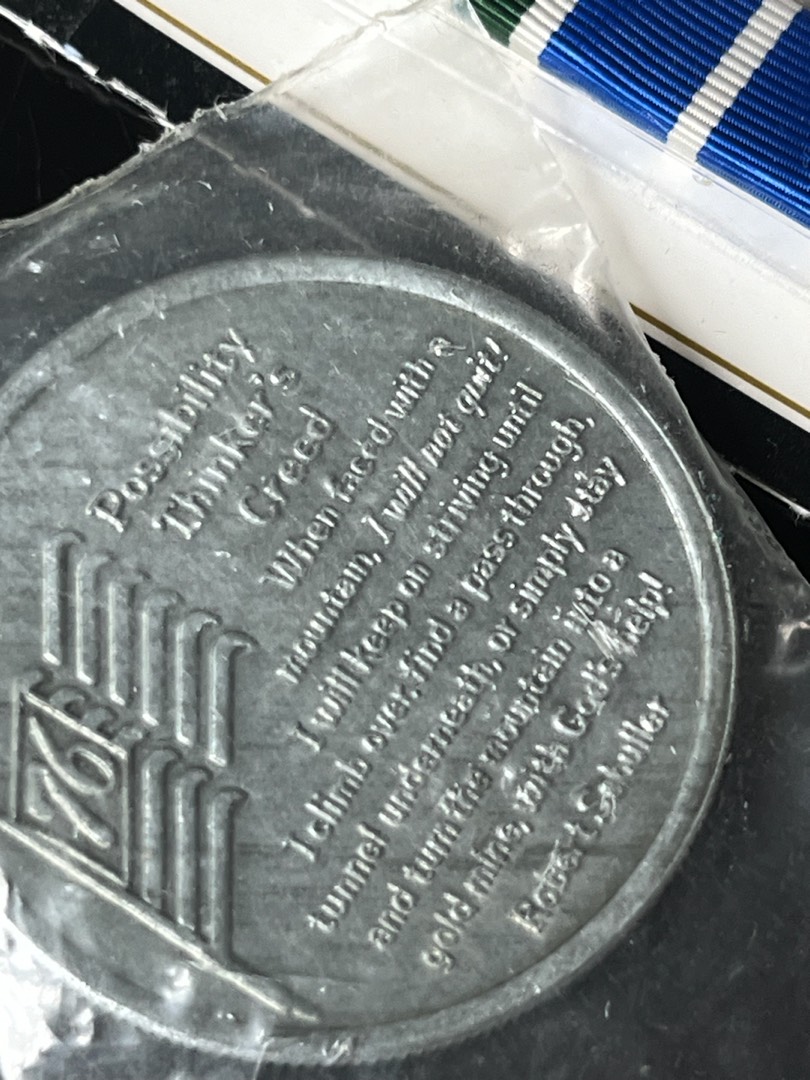 Possibility
Thinker's
Creed
When faced with a
mountain, I will not quit!
I will keep on striving until
I climb over, find a pass through,
tunnel underneath, or simply stay
and turn the mountain into a
gold mine, with God's help!
Robert Schuller
76